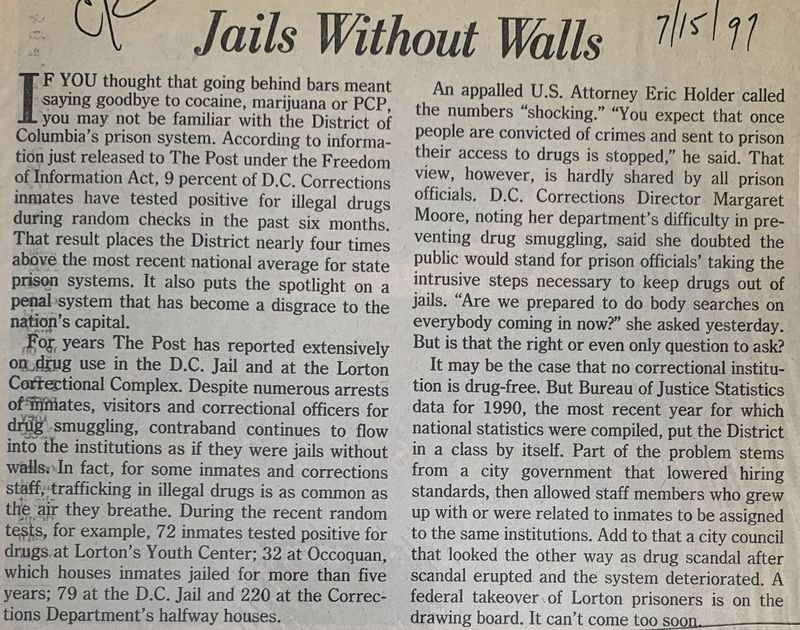 Jails Without Walls
7/15/97
IF YOU thought that going behind bars meant
saying goodbye to cocaine, marijuana or PCP,
you may not be familiar with the District of
Columbia's prison system. According to informa-
tion just released to The Post under the Freedom
of Information Act, 9 percent of D.C. Corrections
inmates have tested positive for illegal drugs
during random checks in the past six months.
That result places the District nearly four times
above the most recent national average for state
prison systems. It also puts the spotlight on a
penal system that has become a disgrace to the
nation's capital.
For years The Post has reported extensively
on drug use in the D.C. Jail and at the Lorton
Correctional Complex. Despite numerous arrests
of inmates, visitors and correctional officers for
drug smuggling, contraband continues to flow
into the institutions as if they were jails without
walls. In fact, for some inmates and corrections
staff, trafficking in illegal drugs is as common as
the air they breathe. During the recent random
tests, for example, 72 inmates tested positive for
drugs at Lorton's Youth Center; 32 at Occoquan,
which houses inmates jailed for more than five
years; 79 at the D.C. Jail and 220 at the Correc-
tions Department's halfway houses.
An appalled U.S. Attorney Eric Holder called
the numbers "shocking." "You expect that once
people are convicted of crimes and sent to prison
their access to drugs is stopped," he said. That
view, however, is hardly shared by all prison
officials. D.C. Corrections Director Margaret
Moore, noting her department's difficulty in pre-
venting drug smuggling, said she doubted the
public would stand for prison officials' taking the
intrusive steps necessary to keep drugs out of
jails. "Are we prepared to do body searches on
everybody coming in now?" she asked yesterday.
But is that the right or even only question to ask?
It may be the case that no correctional institu-
tion is drug-free. But Bureau of Justice Statistics
data for 1990, the most recent year for which
national statistics were compiled, put the District
in a class by itself. Part of the problem stems
from a city government that lowered hiring
standards, then allowed staff members who grew
up with or were related to inmates to be assigned
to the same institutions. Add to that a city council
that looked the other way as drug scandal after
scandal erupted and the system deteriorated. A
federal takeover of Lorton prisoners is on the
drawing board. It can't come too soon.